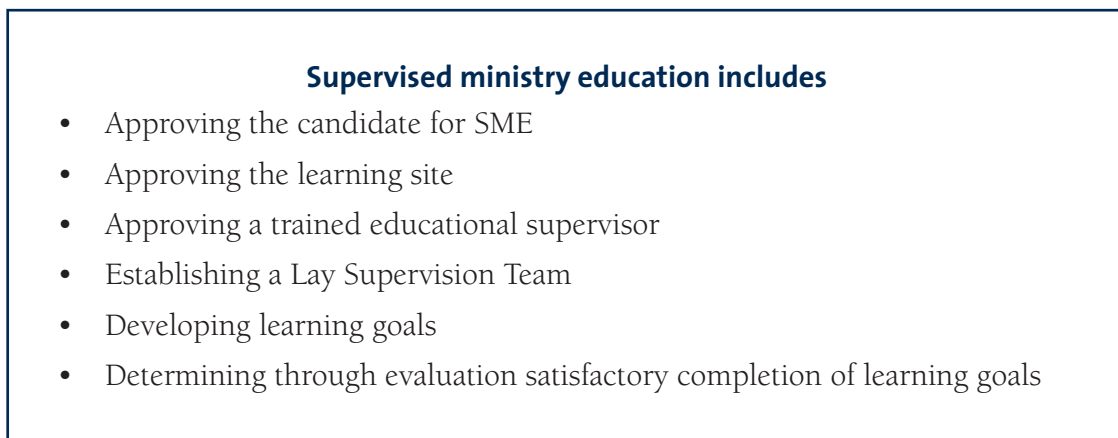 Supervised ministry education includes
• Approving the candidate for SME
• Approving the learning site
• Approving a trained educational supervisor
• Establishing a Lay Supervision Team
• Developing learning goals
• Determining through evaluation satisfactory completion of learning goals